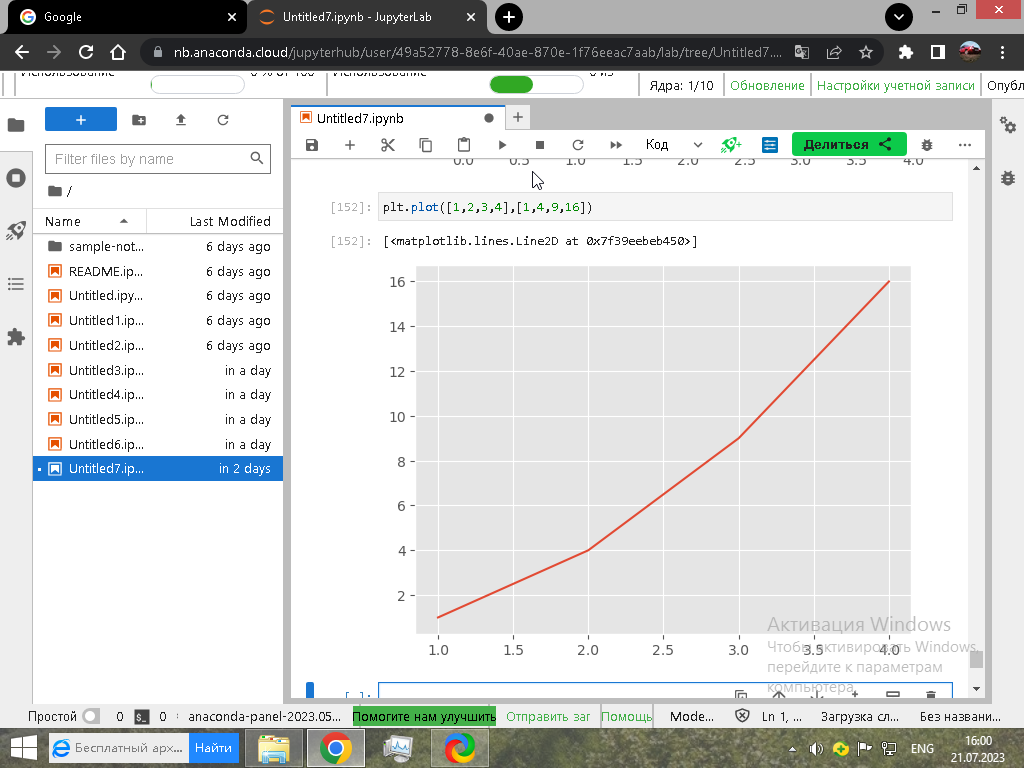 Google
Untitled7.ipynb - JupyterLab
nb.anaconda.cloud/jupyterhub/user/49a52778-8e6f-40ae-870e-1f76eeac7aab/lab/tree/Untitled7....
Использование
0 % от 100
Использование
Ядра: 1/10
Обновление
Настройки учетной записи
Filter files by name
/
Name
Last Modified
sample-not... 6 days ago
README.ip... 6 days ago
Untitled.ipy... 6 days ago
Untitled1.ip... 6 days ago
Untitled2.ip... 6 days ago
Untitled3.ip... in a day
Untitled4.ip... in a day
Untitled5.ip... in a day
Untitled6.ip... in a day
Untitled7.ip... in 2 days
Untitled7.ipynb
Код
Делиться
0.0 0.5 1.0 1.5 2.0 2.5 3.0 3.5 4.0
[152]: plt.plot([1,2,3,4],[1,4,9,16])
[152]: [<matplotlib.lines.Line2D at 0x7f39eebeb450>]
16
14
12
10
8
6
4
2
1.0 1.5 2.0 2.5 3.0 3.5 4.0
Активация Windows
Чтобы активировать Windows,
перейдите к параметрам
компьютера.
[ ]:
Простой
0
0
anaconda-panel-2023.05...
Помогите нам улучшить
Отправить заг
Помощь
Mode...
Ln 1, ...
Загрузка сл...
Без названи...
Бесплатный арх...
Найти
ENG
16:00
21.07.2023